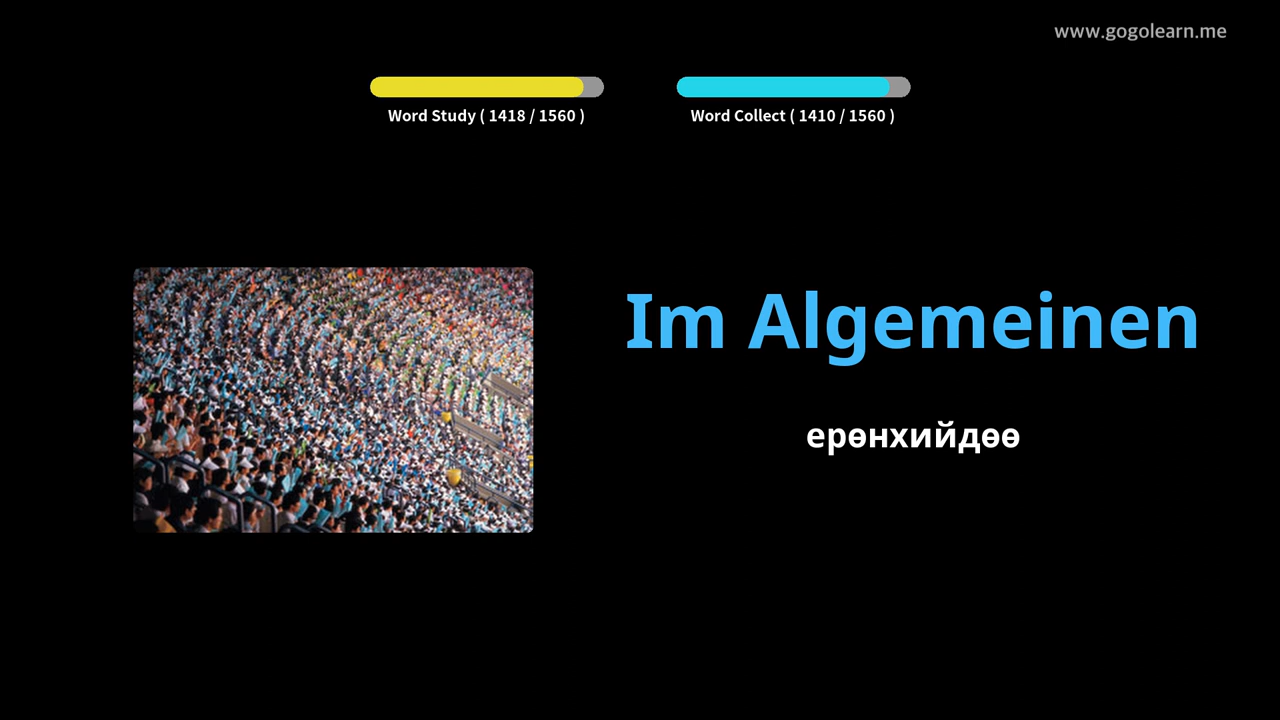 www.gogolearn.me
Word Study ( 1418 / 1560 )
Word Collect ( 1410 / 1560 )
Im Algemeinen
ерөнхийдөө